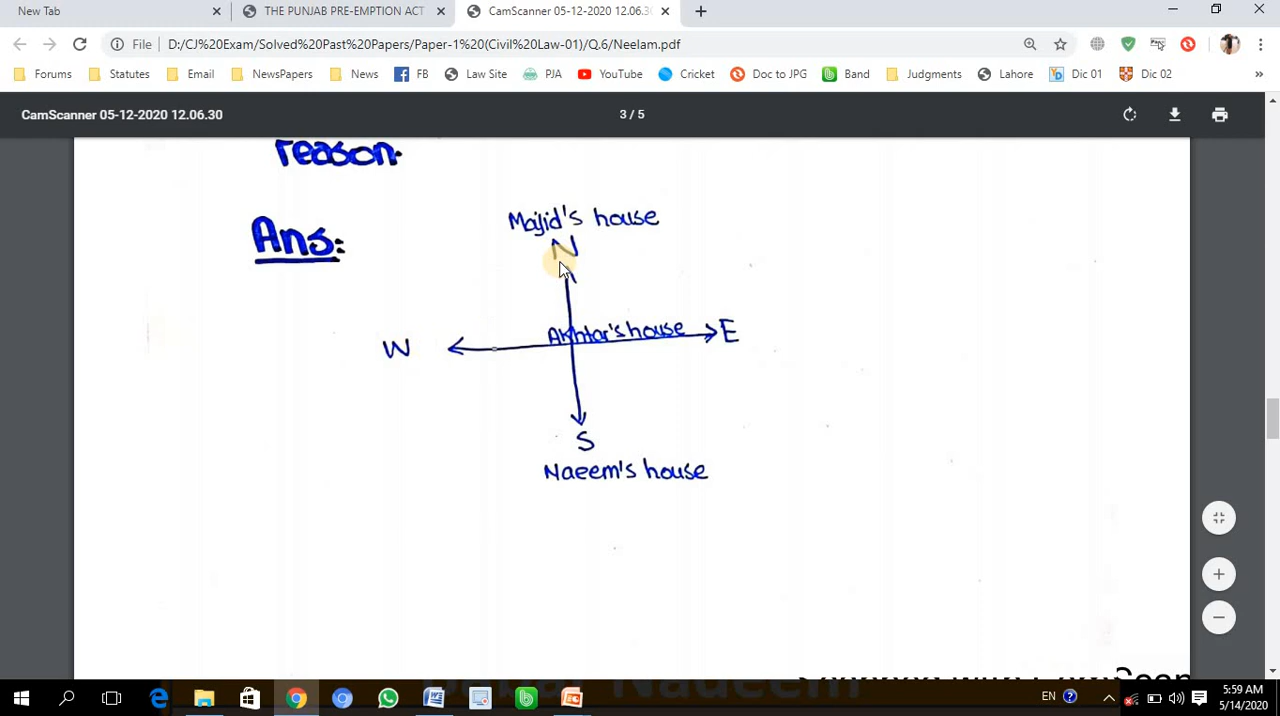 New Tab
THE PUNJAB PRE-EMPTION ACT
CamScanner 05-12-2020 12.06.30
File
D:/CJ%20Exam/Solved%20Past%20Papers/Paper-1%20(Civil%20Law-01)/Q.6/Neelam.pdf
Forums Statutes Email NewsPapers Views Law Site PJA YouTube Cricket Doc to JPG Band Judgments Lahore Dic 01 Dic 02 »
CamScanner 05-12-2020 12.06.30
3 / 5
reason.
Ans:
Majid's house
N
Akhtar's house
E
W
S
Naeem's house
EN
5:59 AM
5/14/2020